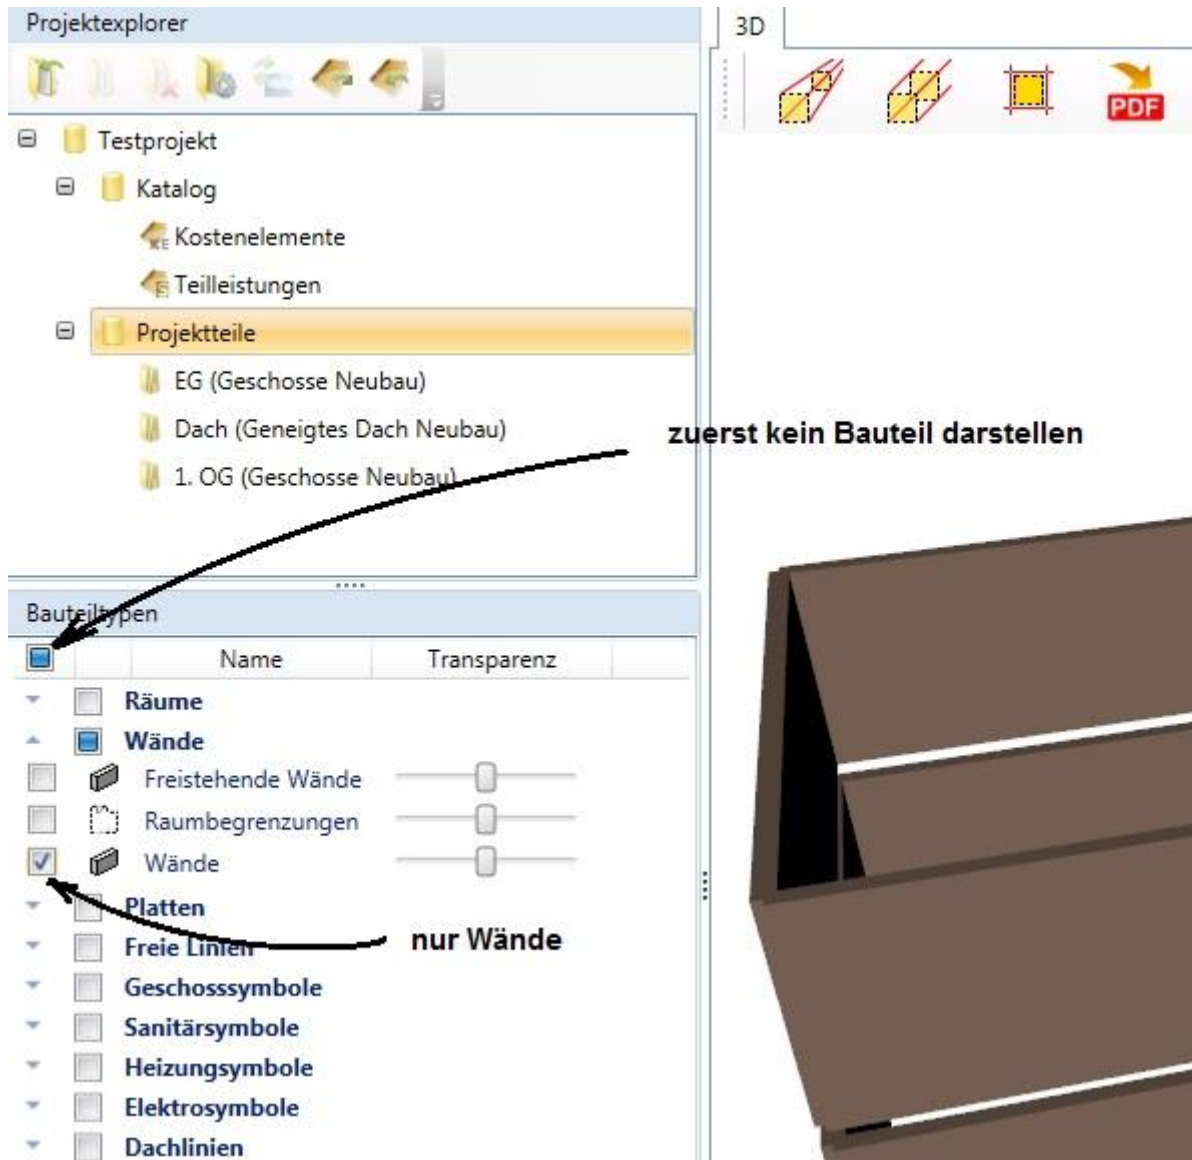 Projektexplorer
3D
PDF
Testprojekt
Katalog
KE Kostenelemente
Teilleistungen
Projektteile
EG (Geschosse Neubau)
Dach (Geneigtes Dach Neubau)
zuerst kein Bauteil darstellen
1. OG (Geschosse Neubau)
Bauteiltypen
Name Transparenz
Räume
Wände
Freistehende Wände
Raumbegrenzungen
Wände
Platten
nur Wände
Freie Linien
Geschosssymbole
Sanitärsymbole
Heizungsymbole
Elektrosymbole
Dachlinien